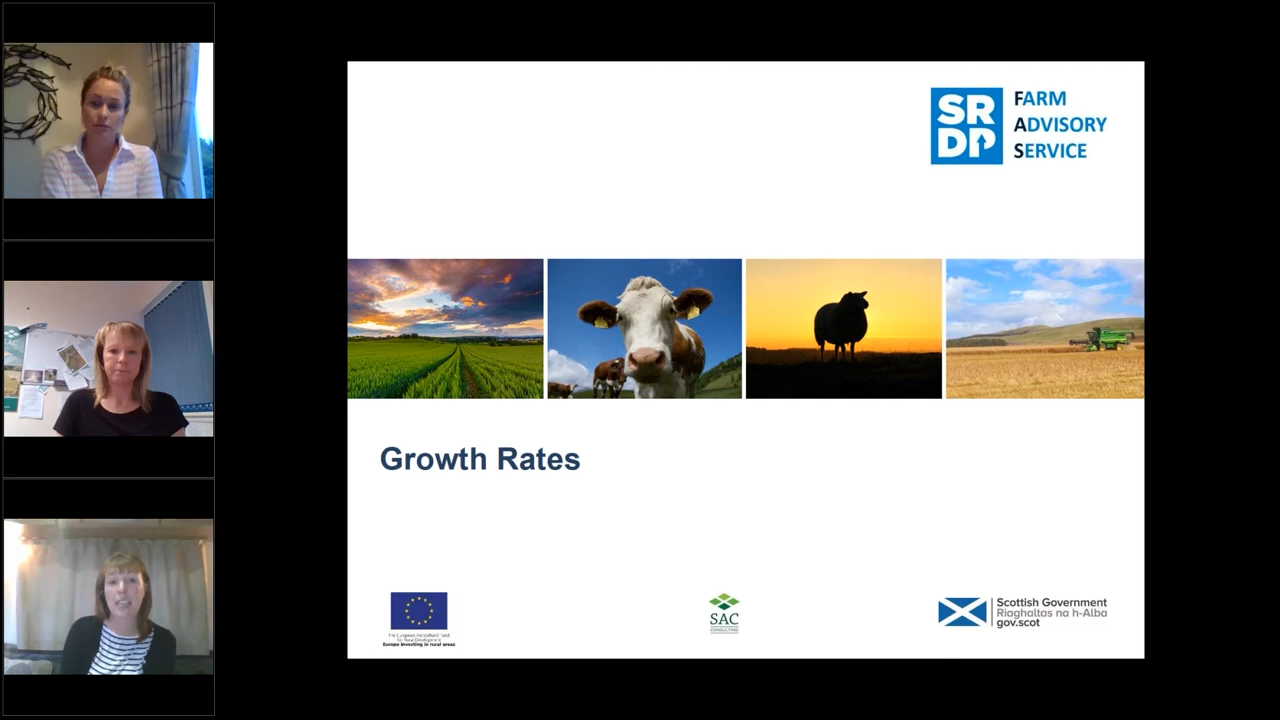 SR
DP
FARM
ADVISORY
SERVICE
Growth Rates
Europe investing in rural areas
SAC
CONSULTING
Scottish Government
Riaghaltas na h-Alba
gov.scot